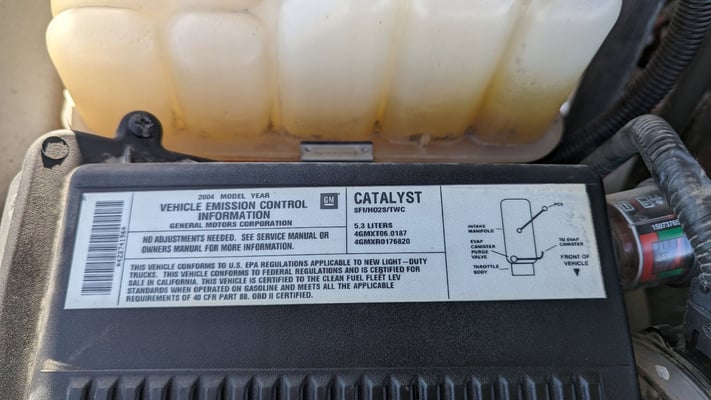 2004 MODEL YEAR
VEHICLE EMISSION CONTROL
INFORMATION
GENERAL MOTORS CORPORATION
GM
NO ADJUSTMENTS NEEDED. SEE SERVICE MANUAL OR
OWNERS MANUAL FOR MORE INFORMATION.
THIS VEHICLE CONFORMS TO U.S. EPA REGULATIONS APPLICABLE TO NEW LIGHT-DUTY
TRUCKS. THIS VEHICLE CONFORMS TO FEDERAL REGULATIONS AND IS CERTIFIED FOR
SALE IN CALIFORNIA. THIS VEHICLE IS CERTIFIED TO THE CLEAN FUEL FLEET LEV
STANDARDS WHEN OPERATED ON GASOLINE AND MEETS ALL THE APPLICABLE
REQUIREMENTS OF 40 CFR PART 88. OBD II CERTIFIED.
CATALYST
SFI/HO2S/TWC
5.3 LITERS
4GMXT06.0187
4GMXR0176820
PCV
INTAKE
MANIFOLD
EVAP
CANISTER
PURGE
VALVE
THROTTLE
BODY
TO EVAP
CANISTER
FRONT OF
VEHICLE